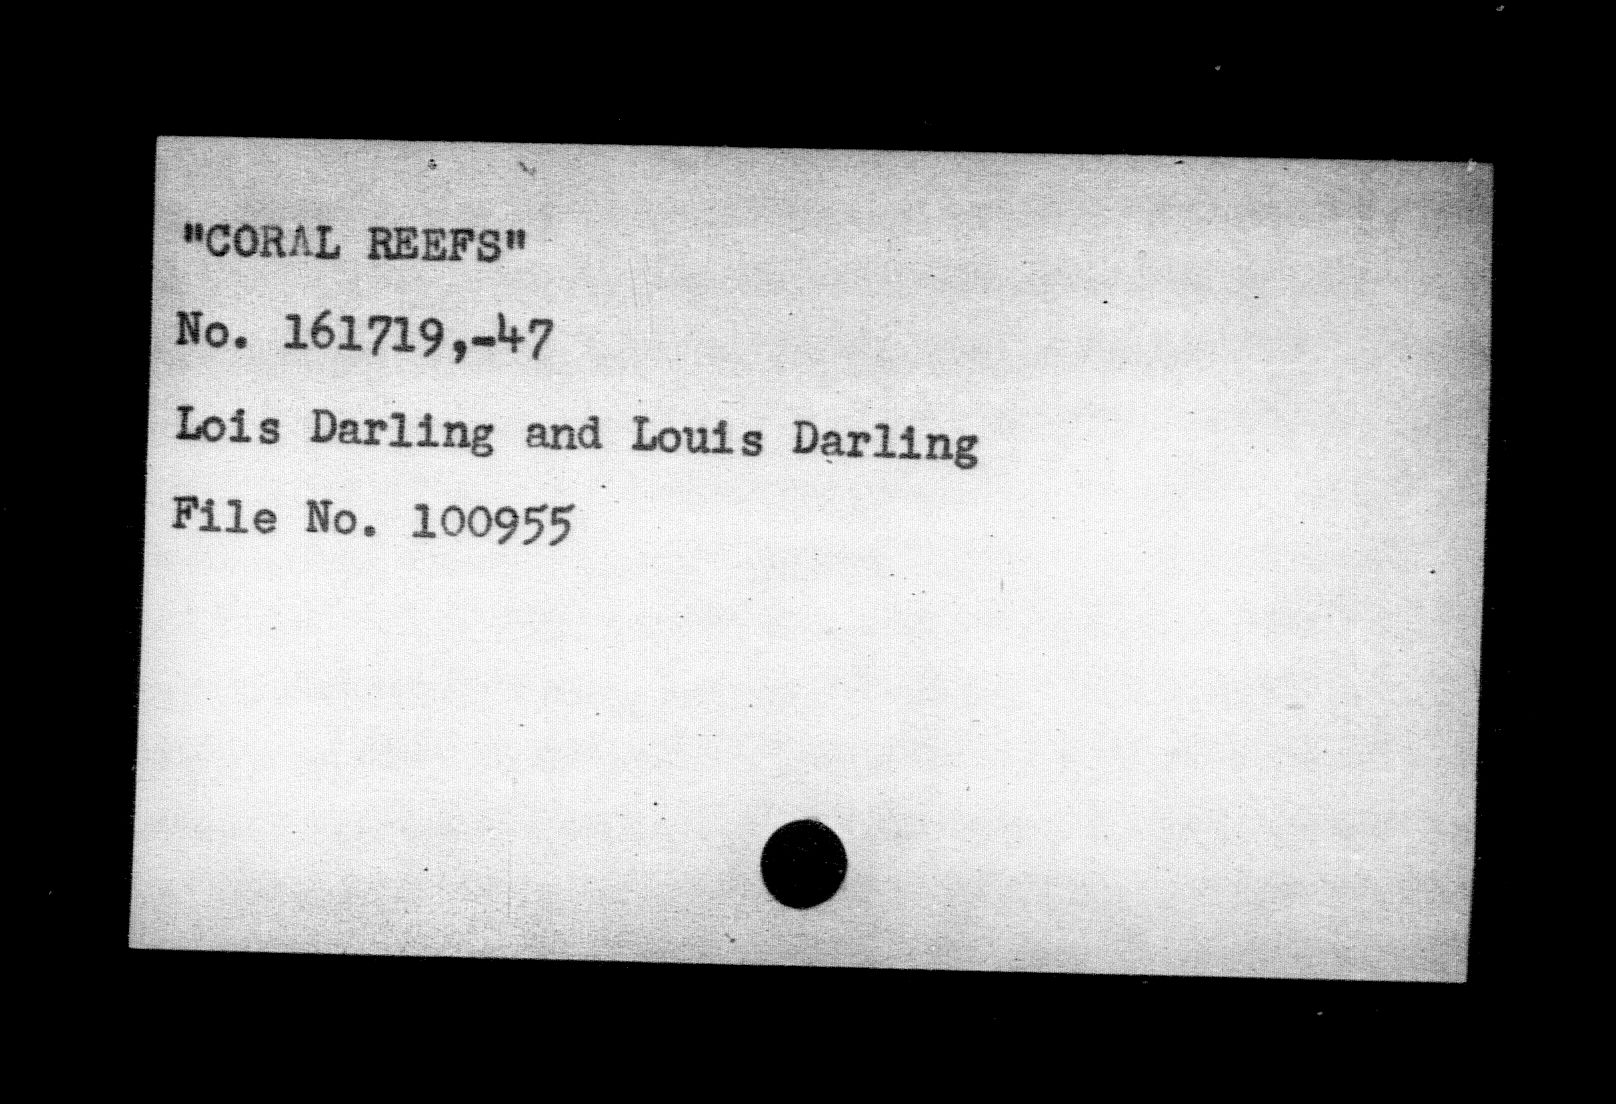 "CORAL REEFS"
No. 161719,-47
Lois Darling and Louis Darling
File No. 100955